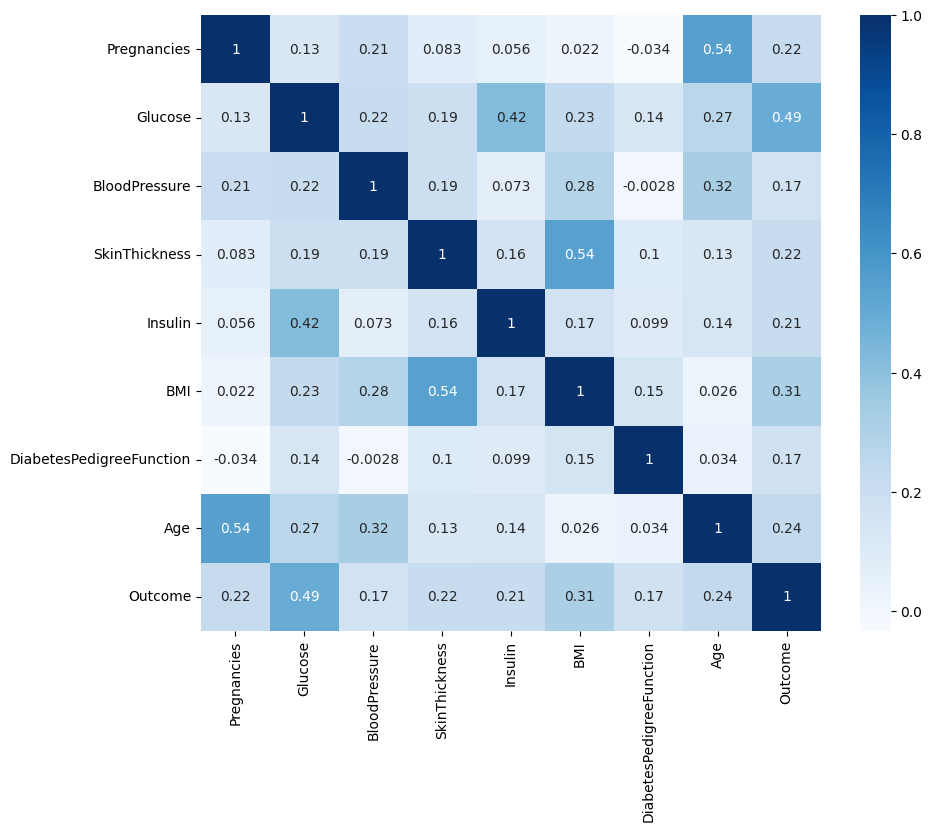 Pregnancies 1 0.13 0.21 0.083 0.056 0.022 -0.034 0.54 0.22
Glucose 0.13 1 0.22 0.19 0.42 0.23 0.14 0.27 0.49
BloodPressure 0.21 0.22 1 0.19 0.073 0.28 -0.0028 0.32 0.17
SkinThickness 0.083 0.19 0.19 1 0.16 0.54 0.1 0.13 0.22
Insulin 0.056 0.42 0.073 0.16 1 0.17 0.099 0.14 0.21
BMI 0.022 0.23 0.28 0.54 0.17 1 0.15 0.026 0.31
DiabetesPedigreeFunction -0.034 0.14 -0.0028 0.1 0.099 0.15 1 0.034 0.17
Age 0.54 0.27 0.32 0.13 0.14 0.026 0.034 1 0.24
Outcome 0.22 0.49 0.17 0.22 0.21 0.31 0.17 0.24 1
Pregnancies
Glucose
BloodPressure
SkinThickness
Insulin
BMI
DiabetesPedigreeFunction
Age
Outcome
1.0
0.8
0.6
0.4
0.2
0.0